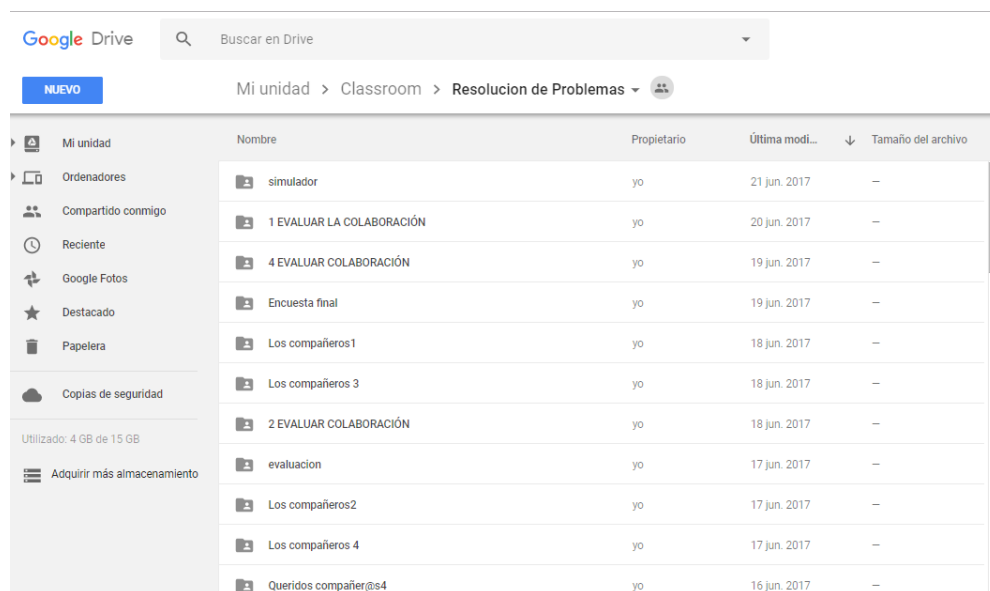 Google Drive
Buscar en Drive
NUEVO
Mi unidad > Classroom > Resolucion de Problemas
Mi unidad
Ordenadores
Compartido conmigo
Reciente
Google Fotos
Destacado
Papelera
Copias de seguridad
Utilizado: 4 GB de 15 GB
Adquirir más almacenamiento
Nombre Propietario Última modi... Tamaño del archivo
simulador yo 21 jun. 2017 —
1 EVALUAR LA COLABORACIÓN yo 20 jun. 2017 —
4 EVALUAR COLABORACIÓN yo 19 jun. 2017 —
Encuesta final yo 19 jun. 2017 —
Los compañeros1 yo 18 jun. 2017 —
Los compañeros 3 yo 18 jun. 2017 —
2 EVALUAR COLABORACIÓN yo 18 jun. 2017 —
evaluacion yo 17 jun. 2017 —
Los compañeros2 yo 17 jun. 2017 —
Los compañeros 4 yo 17 jun. 2017 —
Queridos compañer@s4 yo 16 jun. 2017 —